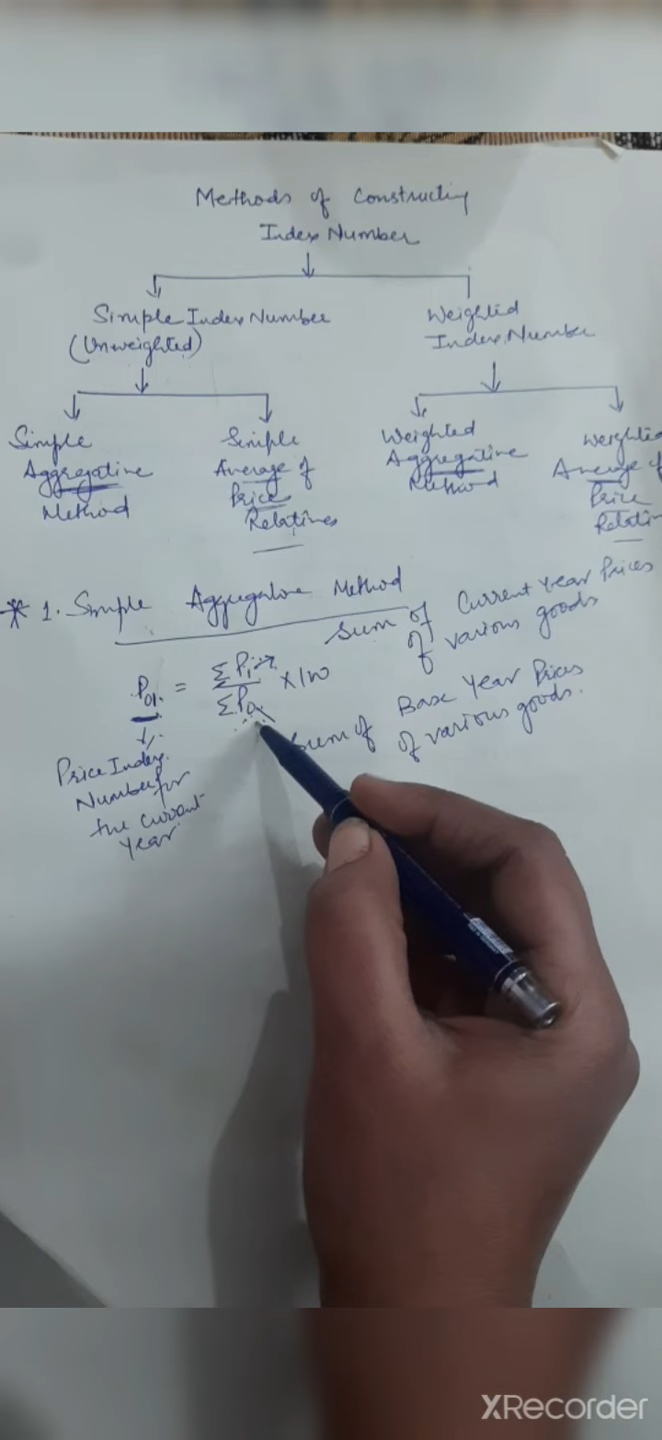 Methods of Constructing
Index Number
Simple Index Number
(Unweighted)
Weighted
Index Number
Simple
Aggregative
Method
Simple
Average of
Price
Relatives
Weighted
Aggregative
Method
Weighted
Average of
Price
Relativ
* 1. Simple Aggregative Method
P01 = ΣP1 / ΣP0 × 100
Sum of Current Year Prices
of various goods
Sum of Base Year Prices
of various goods.
Price Index
Number for
the current
Year
XRecorder